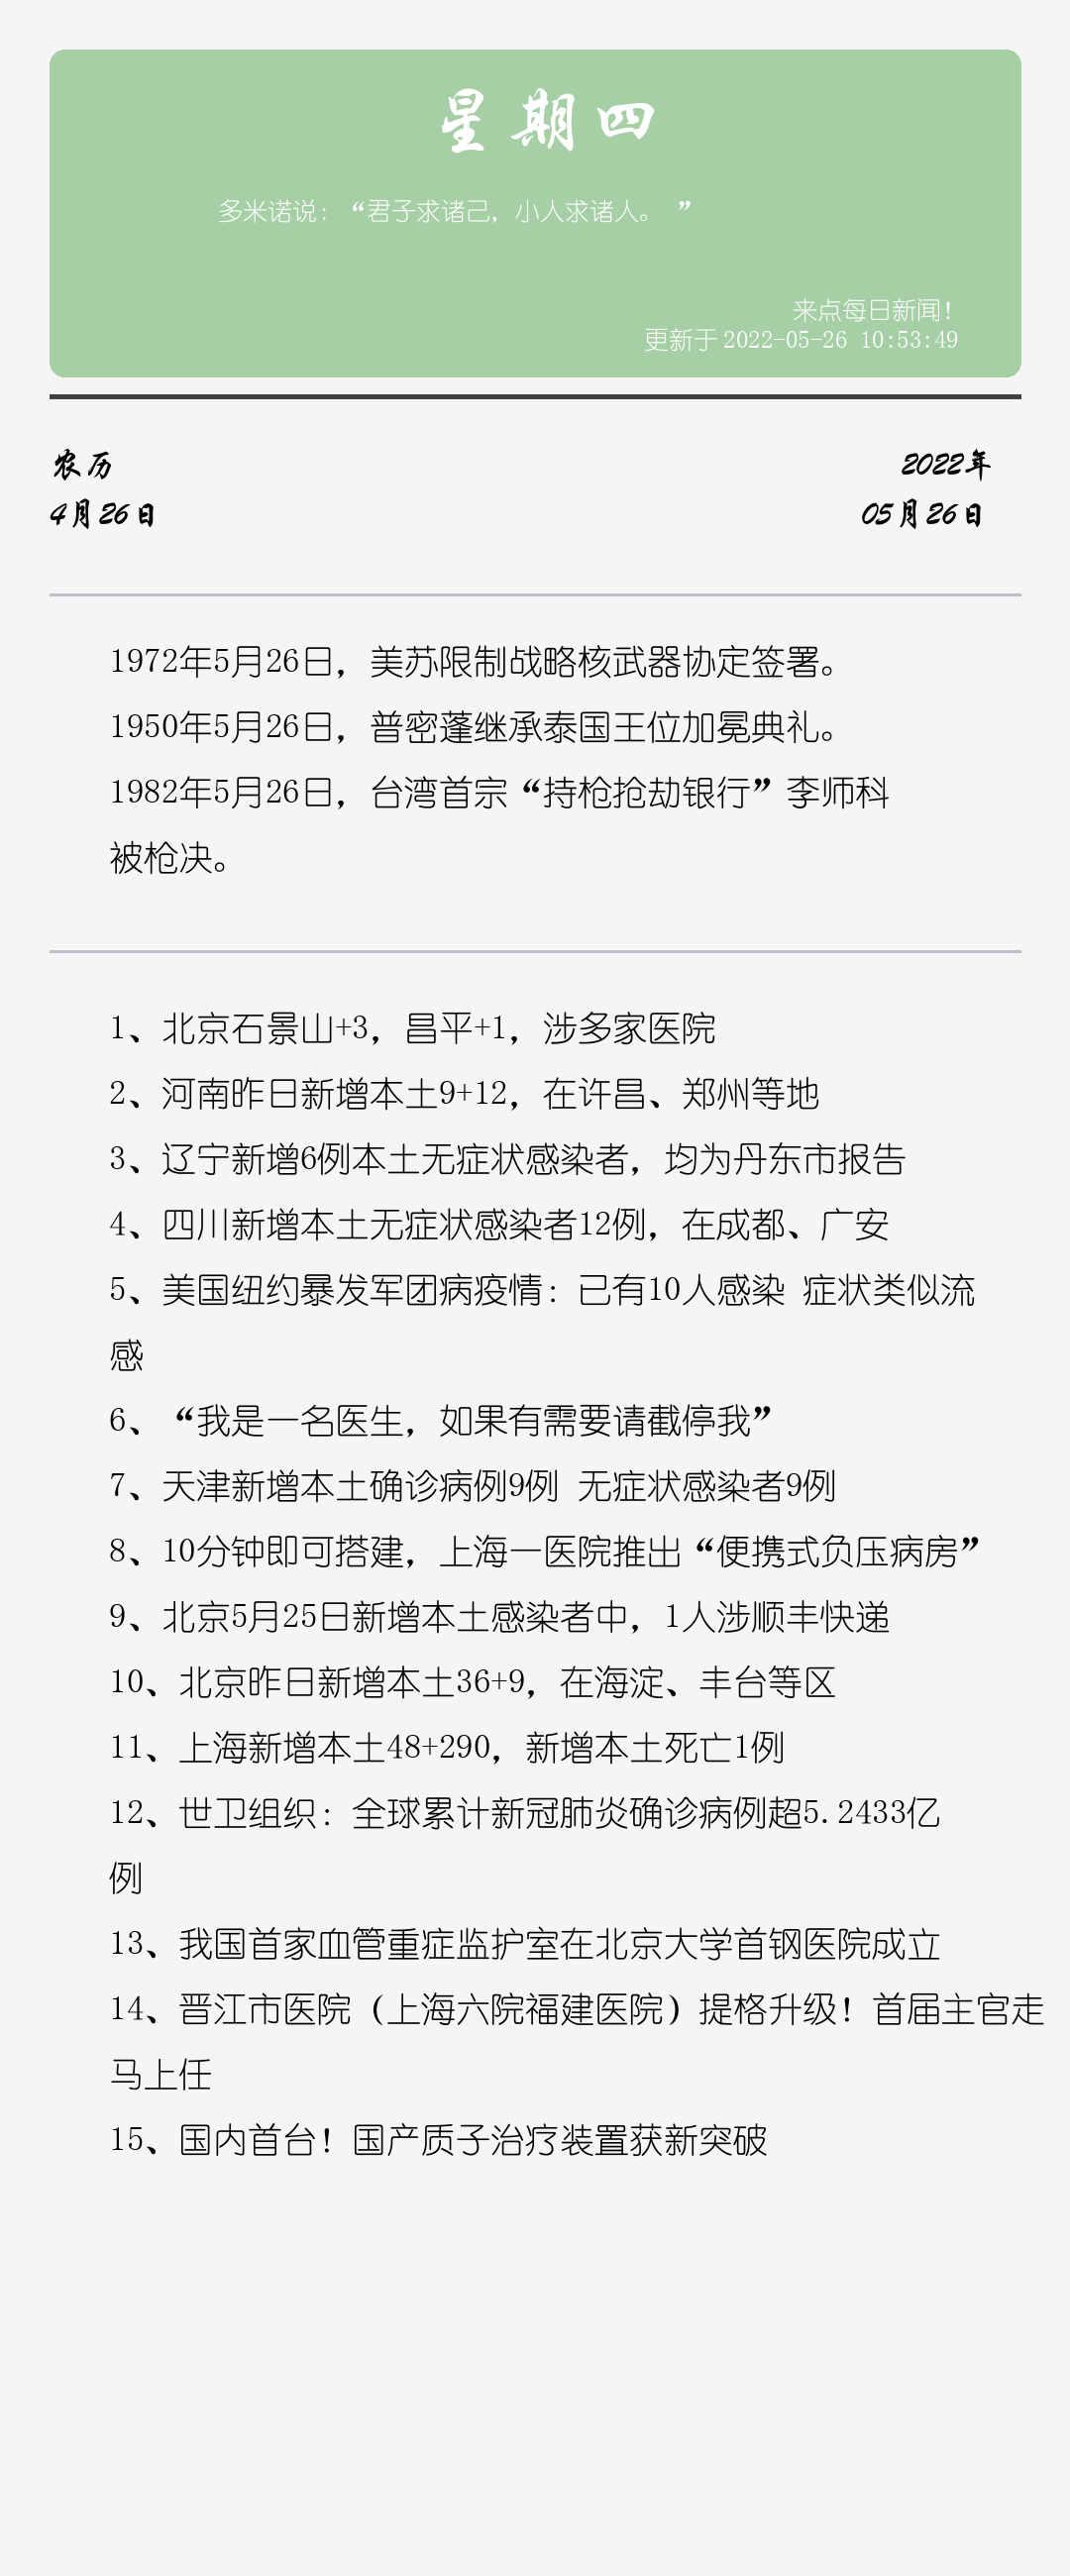 星期四
多米诺说：“君子求诸己，小人求诸人。 ”
来点每日新闻！
更新于 2022-05-26 10:53:49
农历
2022年
4月26日
05月26日
1972年5月26日，美苏限制战略核武器协定签署。
1950年5月26日，普密蓬继承泰国王位加冕典礼。
1982年5月26日，台湾首宗“持枪抢劫银行”李师科
被枪决。
1、北京石景山+3，昌平+1，涉多家医院
2、河南昨日新增本土9+12，在许昌、郑州等地
3、辽宁新增6例本土无症状感染者，均为丹东市报告
4、四川新增本土无症状感染者12例，在成都、广安
5、美国纽约暴发军团病疫情：已有10人感染 症状类似流
感
6、“我是一名医生，如果有需要请截停我”
7、天津新增本土确诊病例9例 无症状感染者9例
8、10分钟即可搭建，上海一医院推出“便携式负压病房”
9、北京5月25日新增本土感染者中，1人涉顺丰快递
10、北京昨日新增本土36+9，在海淀、丰台等区
11、上海新增本土48+290，新增本土死亡1例
12、世卫组织：全球累计新冠肺炎确诊病例超5.2433亿
例
13、我国首家血管重症监护室在北京大学首钢医院成立
14、晋江市医院（上海六院福建医院）提格升级！首届主官走
马上任
15、国内首台！国产质子治疗装置获新突破